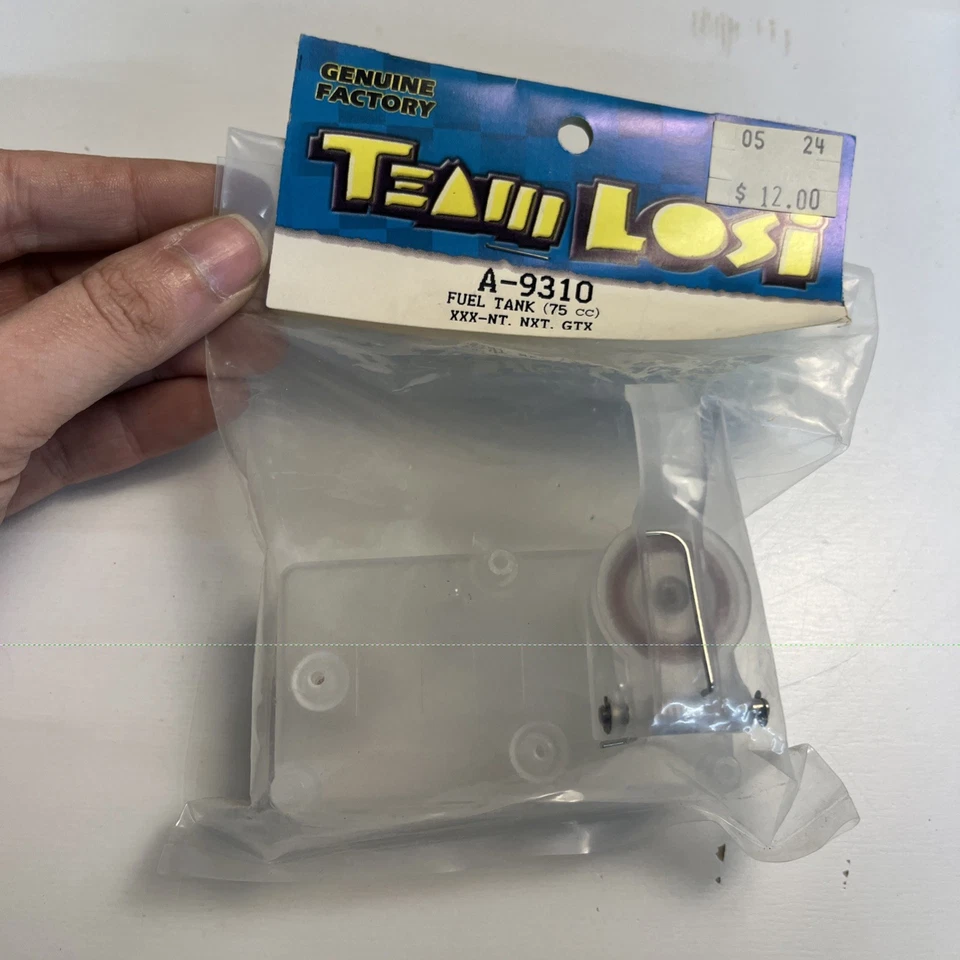 GENUINE
FACTORY
TEAM LOSi
05 24
$ 12.00
A-9310
FUEL TANK (75 cc)
XXX-NT. NXT. GTX